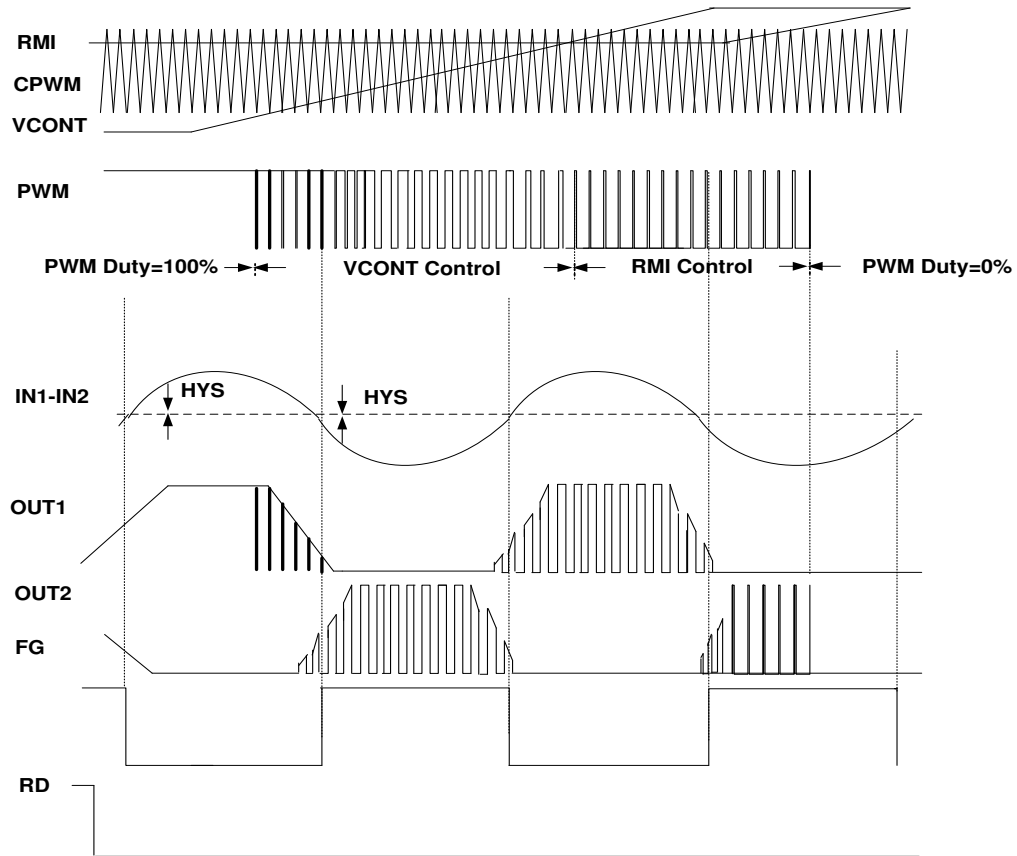 RMI
CPWM
VCONT
PWM
PWM Duty=100%
VCONT Control
RMI Control
PWM Duty=0%
IN1-IN2
HYS
HYS
OUT1
OUT2
FG
RD